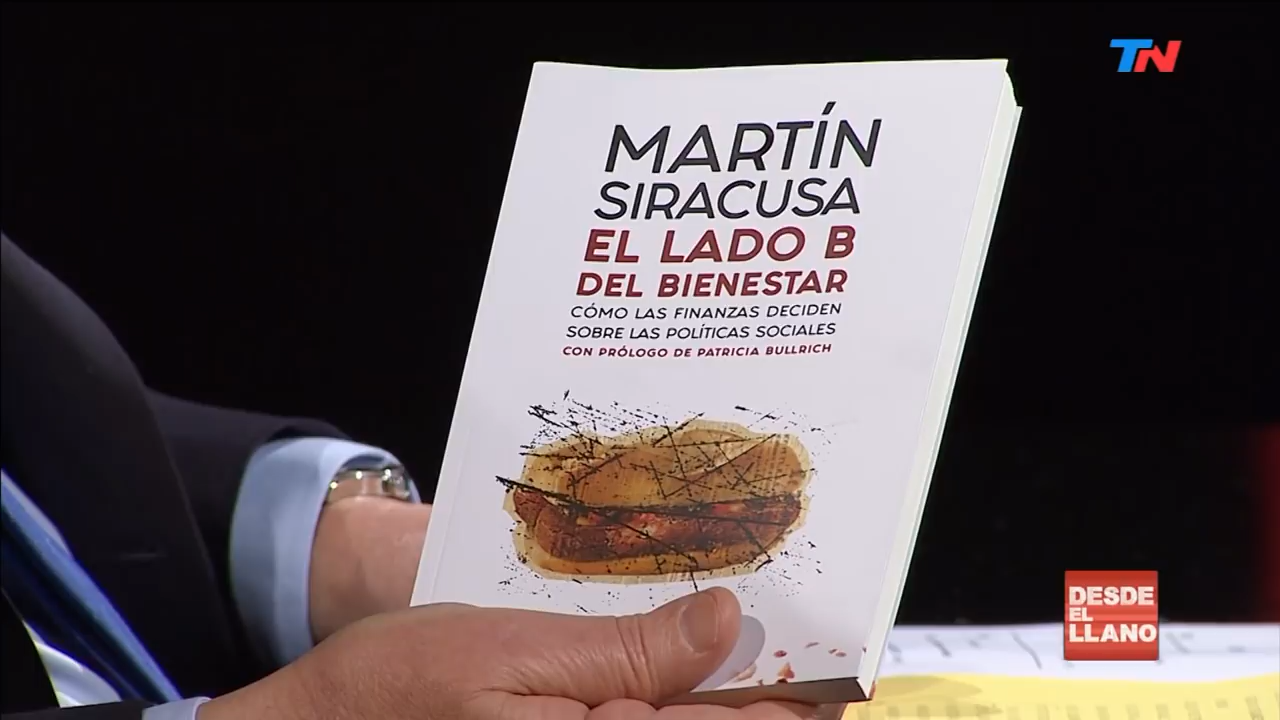 TN
MARTÍN
SIRACUSA
EL LADO B
DEL BIENESTAR
CÓMO LAS FINANZAS DECIDEN
SOBRE LAS POLÍTICAS SOCIALES
CON PRÓLOGO DE PATRICIA BULLRICH
DESDE
EL
LLANO